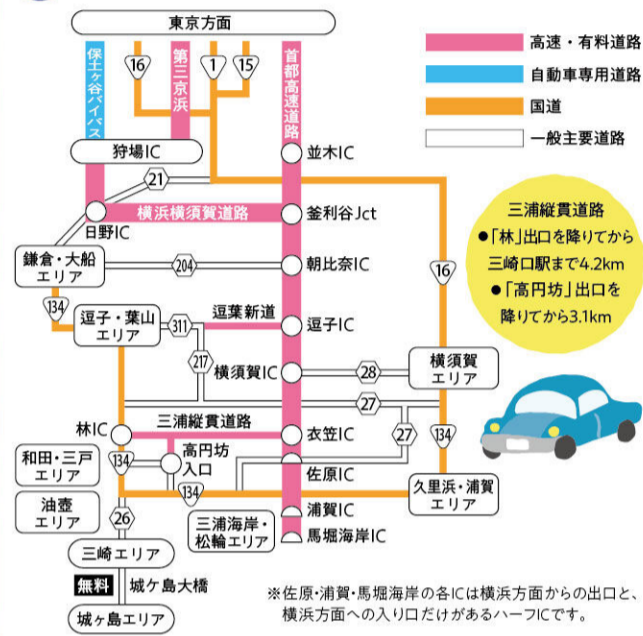 東京方面
保土ヶ谷バイパス
16
第三京浜
1
15
首都高速道路
高速・有料道路
自動車専用道路
国道
一般主要道路
狩場IC
並木IC
21
横浜横須賀道路
日野IC
釜利谷Jct
三浦縦貫道路
●「林」出口を降りてから
三崎口駅まで4.2km
●「高円坊」出口を
降りてから3.1km
鎌倉・大船
エリア
204
朝比奈IC
16
134
逗子・葉山
エリア
311
逗葉新道
逗子IC
217
横須賀IC
28
横須賀
エリア
27
林IC
三浦縦貫道路
衣笠IC
27
134
和田・三戸
エリア
134
高円坊
入口
佐原IC
134
久里浜・浦賀
エリア
油壺
エリア
26
三浦海岸・
松輪エリア
浦賀IC
馬堀海岸IC
三崎エリア
無料
城ケ島大橋
城ヶ島エリア
※佐原・浦賀・馬堀海岸の各ICは横浜方面からの出口と、
横浜方面への入り口だけがあるハーフICです。